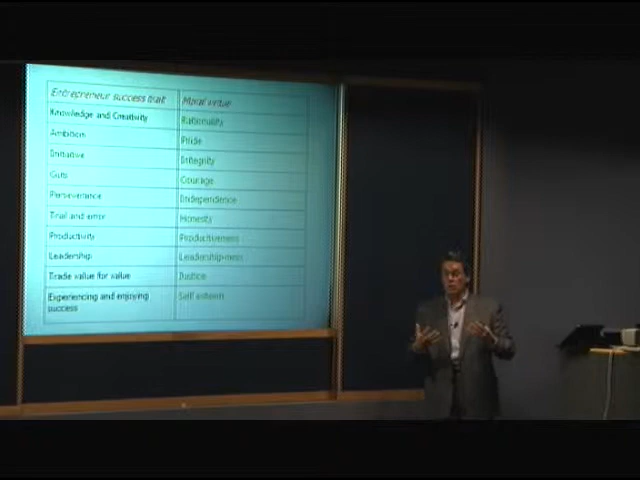 Entrepreneur success trait Moral virtue
Knowledge and Creativity Rationality
Ambition Pride
Initiative Integrity
Guts Courage
Perseverance Independence
Trial and error Honesty
Productivity Productiveness
Leadership Leadership-ness
Trade value for value Justice
Experiencing and enjoying Self esteem
success